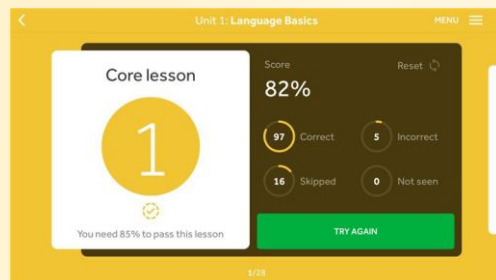 Unit 1: Language Basics
MENU
Core lesson
1
You need 85% to pass this lesson
Score
Reset
82%
97 Correct
5 Incorrect
16 Skipped
0 Not seen
TRY AGAIN
1/28